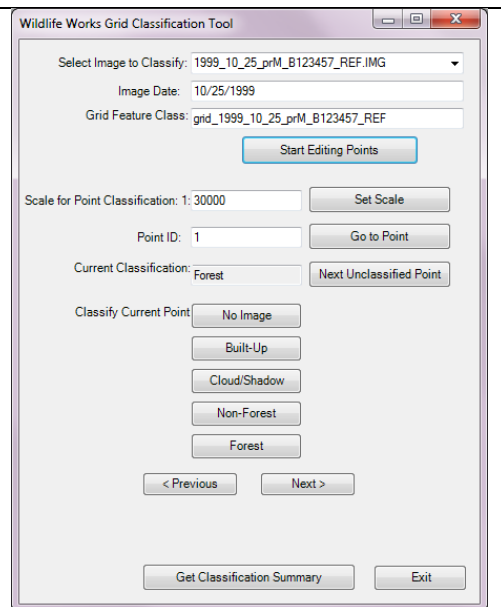 Wildlife Works Grid Classification Tool
Select Image to Classify: 1999_10_25_prM_B123457_REF.IMG
Image Date: 10/25/1999
Grid Feature Class: grid_1999_10_25_prM_B123457_REF
Start Editing Points
Scale for Point Classification: 1: 30000 Set Scale
Point ID: 1 Go to Point
Current Classification: Forest Next Unclassified Point
Classify Current Point No Image
Built-Up
Cloud/Shadow
Non-Forest
Forest
< Previous Next >
Get Classification Summary Exit